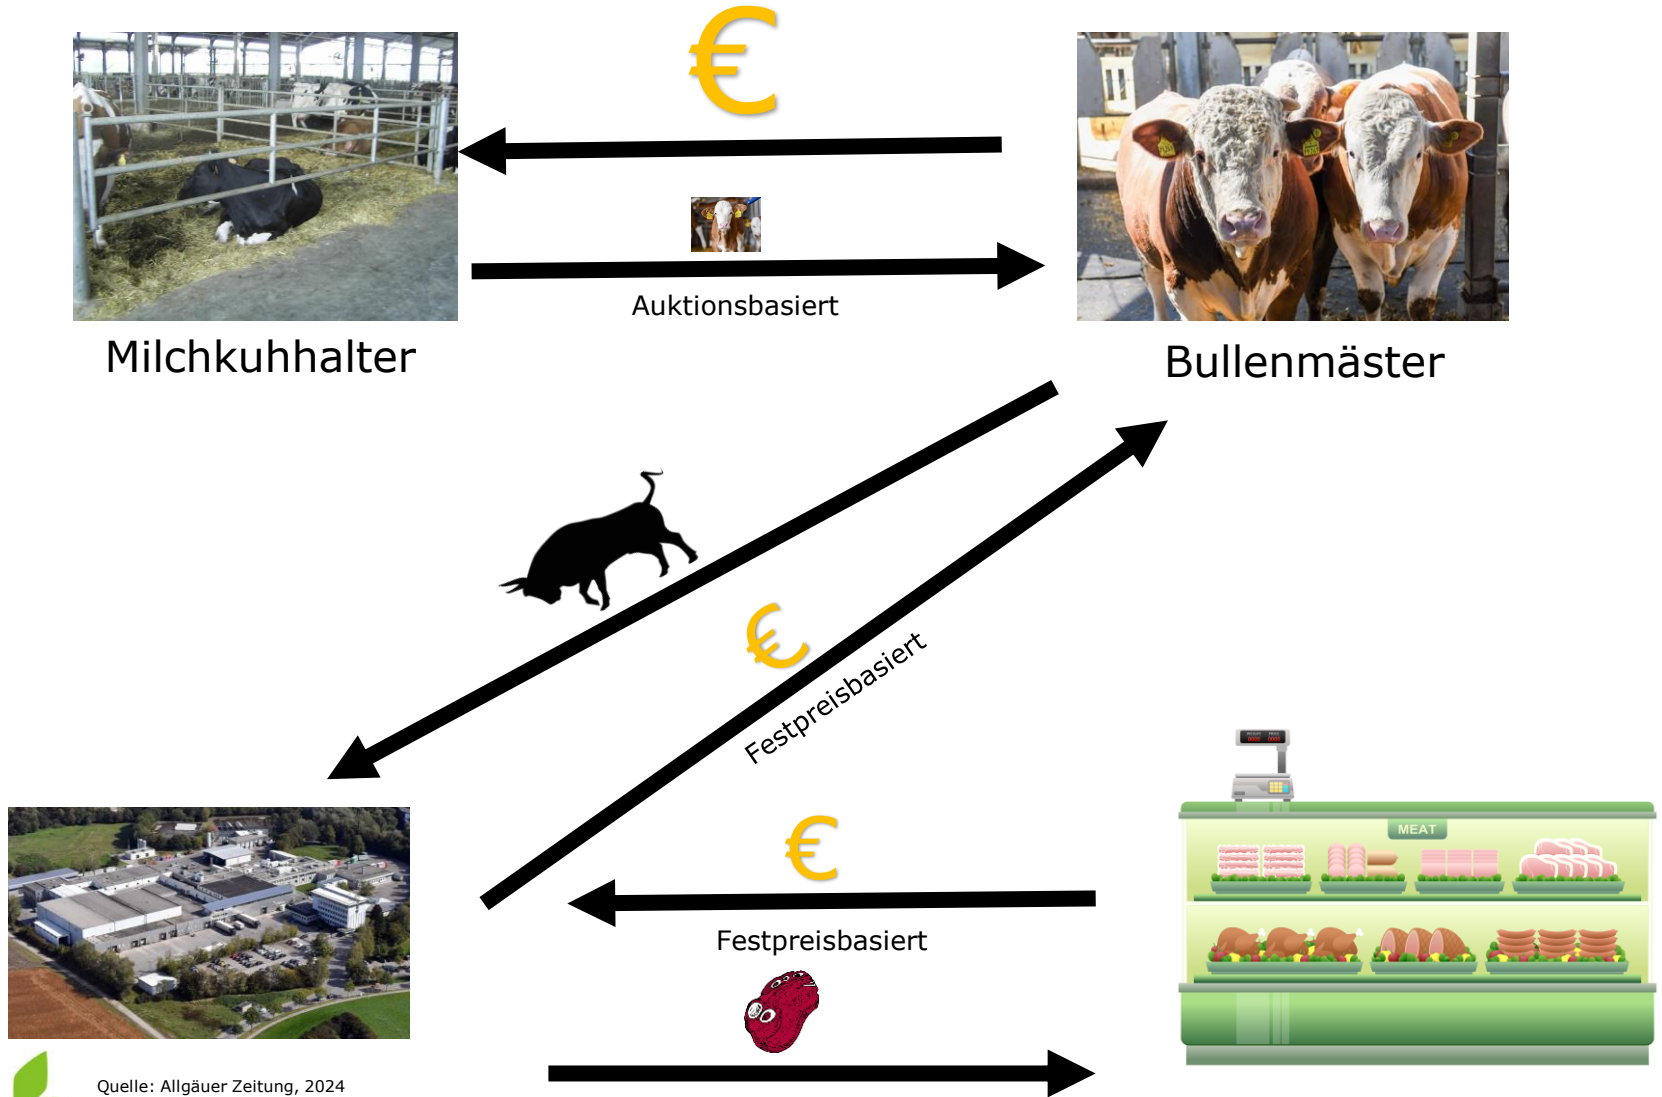 Auktionsbasiert
Milchkuhhalter
Bullenmäster
Festpreisbasiert
MEAT
Festpreisbasiert
Quelle: Allgäuer Zeitung, 2024